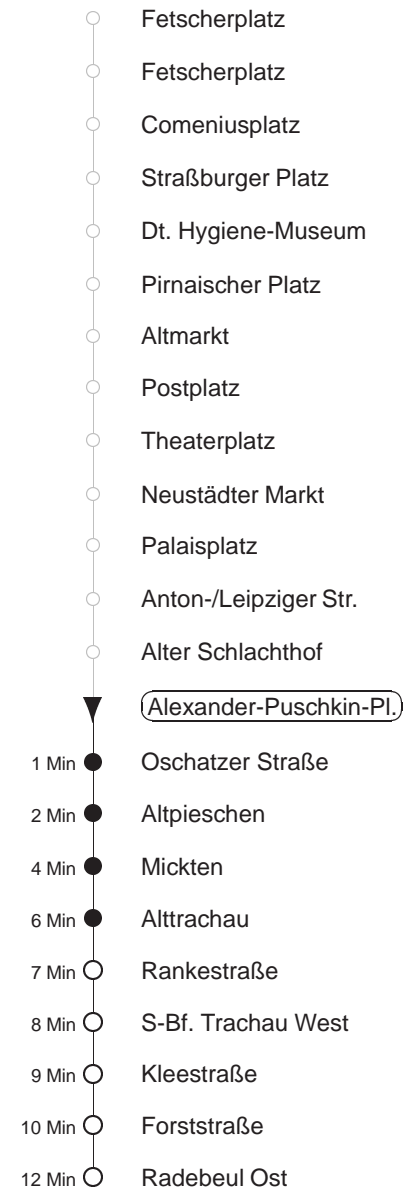 Fetscherplatz
Fetscherplatz
Comeniusplatz
Straßburger Platz
Dt. Hygiene-Museum
Pirnaischer Platz
Altmarkt
Postplatz
Theaterplatz
Neustädter Markt
Palaisplatz
Anton-/Leipziger Str.
Alter Schlachthof
Alexander-Puschkin-Pl.
1 Min Oschatzer Straße
2 Min Altpieschen
4 Min Mickten
6 Min Alttrachau
7 Min Rankestraße
8 Min S-Bf. Trachau West
9 Min Kleestraße
10 Min Forststraße
12 Min Radebeul Ost